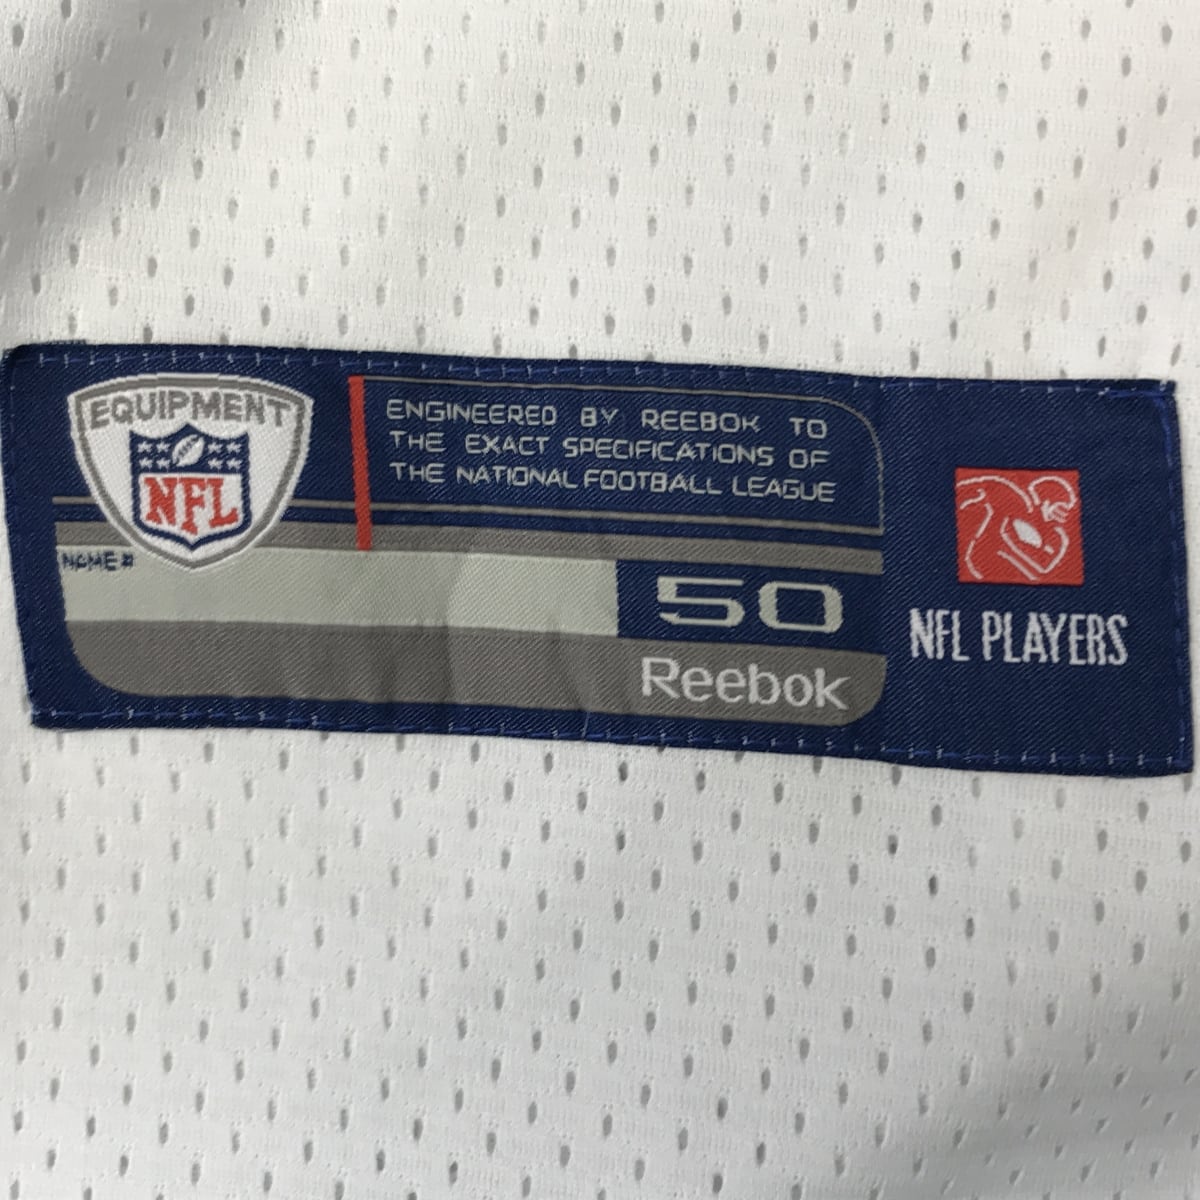 EQUIPMENT
NFL
ENGINEERED BY REEBOK TO
THE EXACT SPECIFICATIONS OF
THE NATIONAL FOOTBALL LEAGUE
NAME #
50
Reebok
NFL PLAYERS